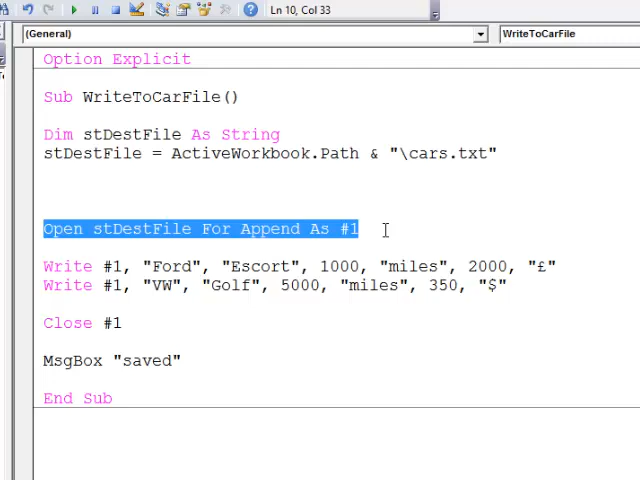 Ln 10, Col 33
(General)
WriteToCarFile
Option Explicit
Sub WriteToCarFile()
Dim stDestFile As String
stDestFile = ActiveWorkbook.Path & "\cars.txt"
Open stDestFile For Append As #1
Write #1, "Ford", "Escort", 1000, "miles", 2000, "£"
Write #1, "VW", "Golf", 5000, "miles", 350, "$"
Close #1
MsgBox "saved"
End Sub